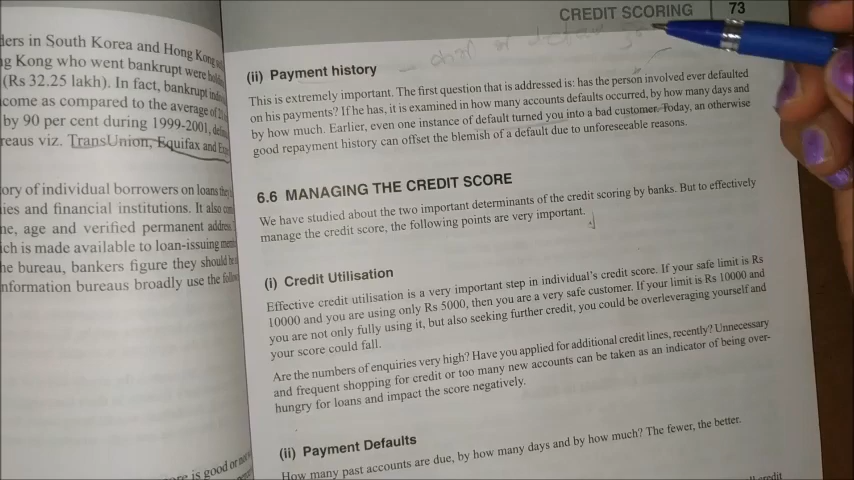 CREDIT SCORING 73
ders in South Korea and Hong Kong
ng Kong who went bankrupt were
(Rs 32.25 lakh). In fact, bankrupt
come as compared to the average of
by 90 per cent during 1999-2001,
reaus viz. TransUnion, Equifax and
ory of individual borrowers on loans
ies and financial institutions. It also
ne, age and verified permanent
ich is made available to loan-issuing
he bureau, bankers figure they should
nformation bureaus broadly use the
re is good or not
(ii) Payment history
This is extremely important. The first question that is addressed is: has the person involved ever defaulted
on his payments? If he has, it is examined in how many accounts defaults occurred, by how many days and
by how much. Earlier, even one instance of default turned you into a bad customer. Today, an otherwise
good repayment history can offset the blemish of a default due to unforeseeable reasons.
6.6 MANAGING THE CREDIT SCORE
We have studied about the two important determinants of the credit scoring by banks. But to effectively
manage the credit score, the following points are very important.
(i) Credit Utilisation
Effective credit utilisation is a very important step in individual's credit score. If your safe limit is Rs
10000 and you are using only Rs 5000, then you are a very safe customer. If your limit is Rs 10000 and
you are not only fully using it, but also seeking further credit, you could be overleveraging yourself and
your score could fall.
Are the numbers of enquiries very high? Have you applied for additional credit lines, recently? Unnecessary
and frequent shopping for credit or too many new accounts can be taken as an indicator of being over-
hungry for loans and impact the score negatively.
(ii) Payment Defaults
How many past accounts are due, by how many days and by how much? The fewer, the better.
credit